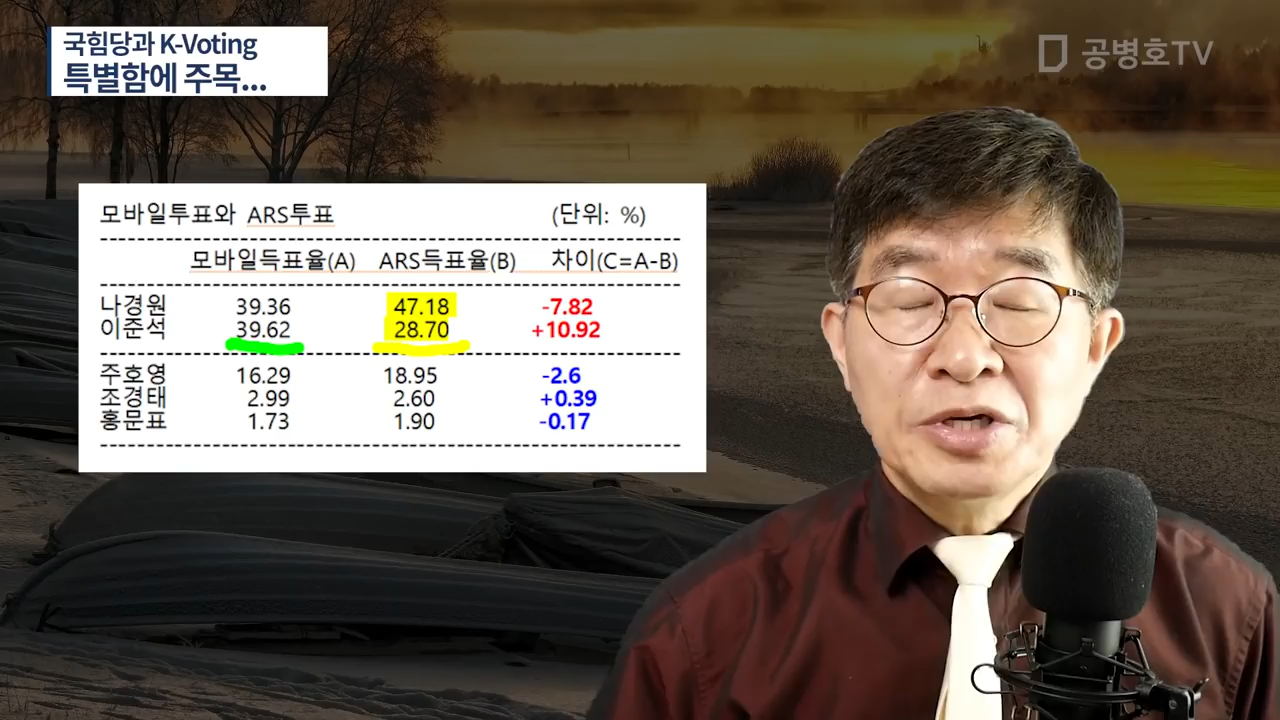 국힘당과 K-Voting
특별함에 주목...
공병호TV
모바일투표와 ARS투표 (단위: %)
모바일득표율(A) ARS득표율(B) 차이(C=A-B)
나경원 39.36 47.18 -7.82
이준석 39.62 28.70 +10.92
주호영 16.29 18.95 -2.6
조경태 2.99 2.60 +0.39
홍문표 1.73 1.90 -0.17